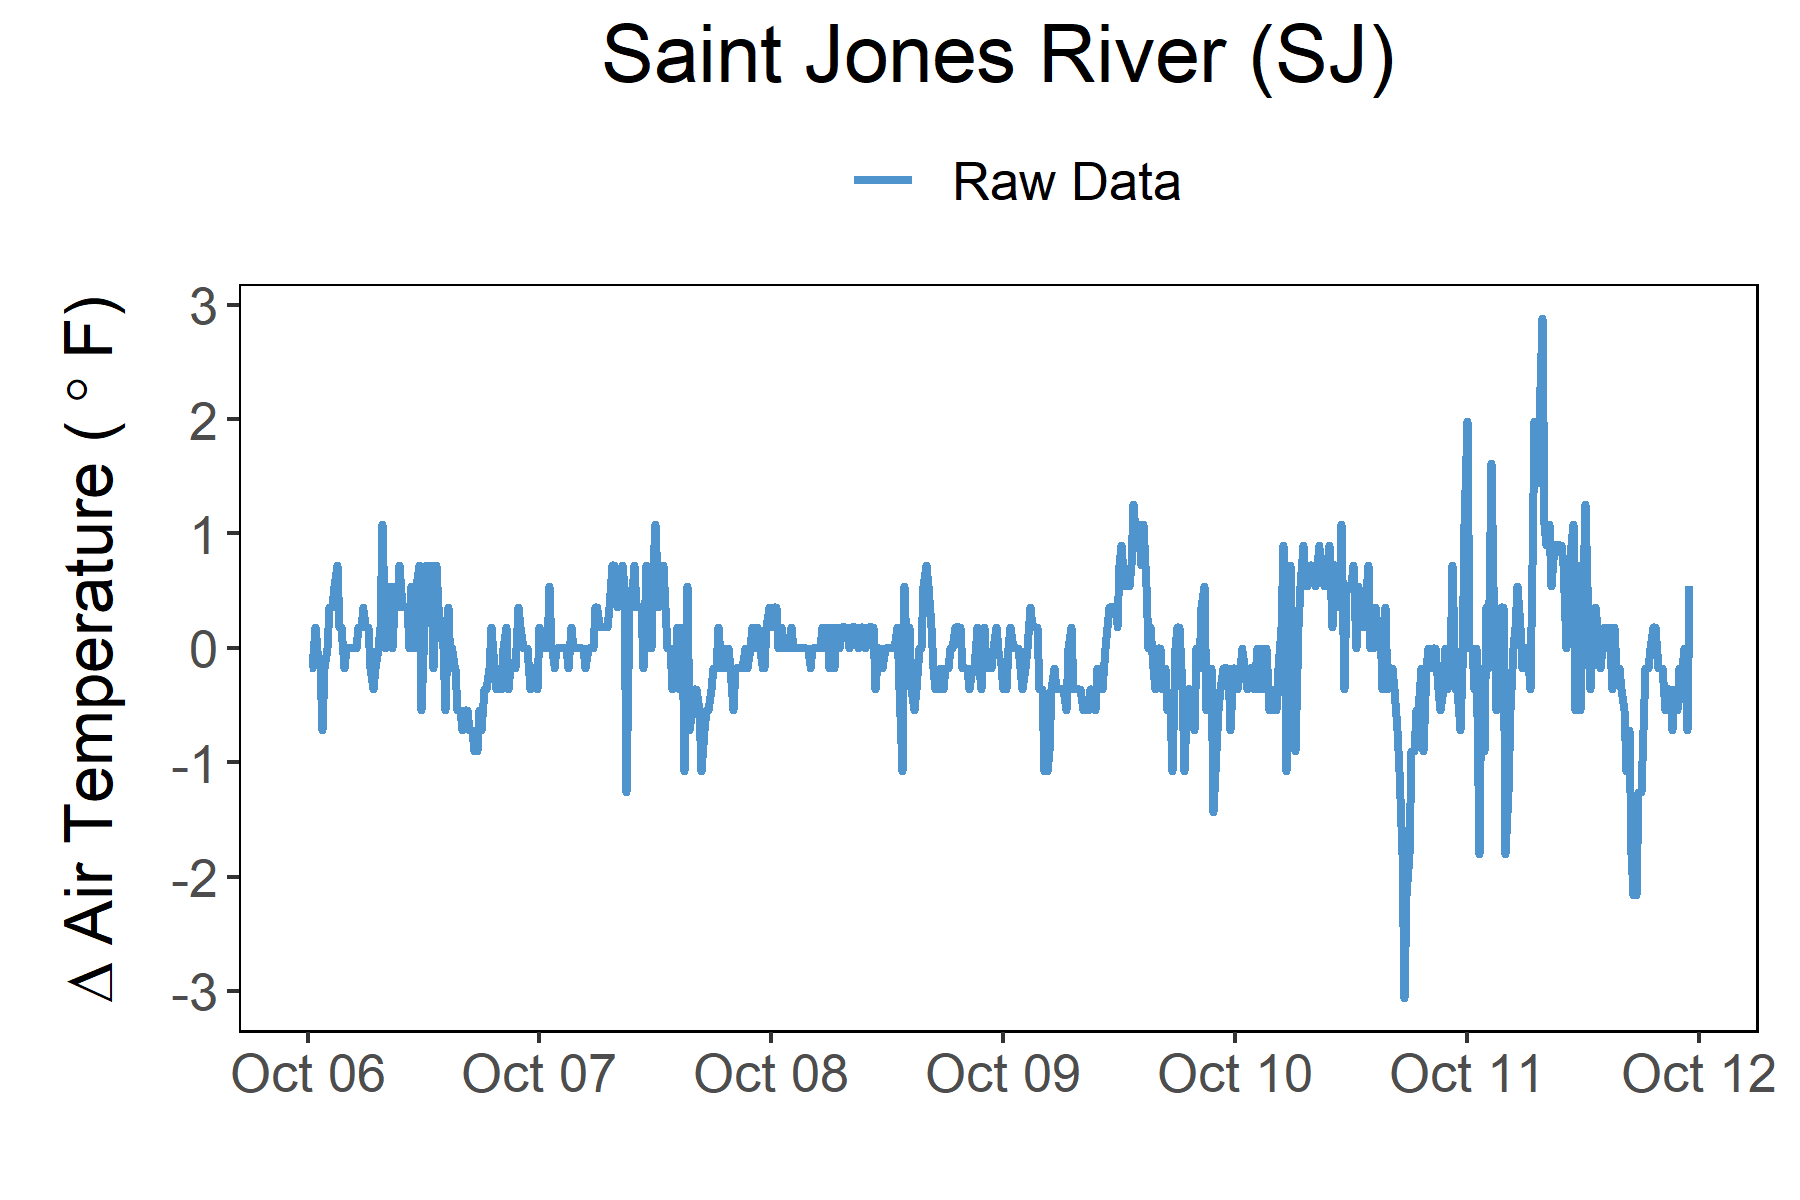 Saint Jones River (SJ)
Raw Data
Δ Air Temperature ( ° F)
3
2
1
0
-1
-2
-3
Oct 06 Oct 07 Oct 08 Oct 09 Oct 10 Oct 11 Oct 12